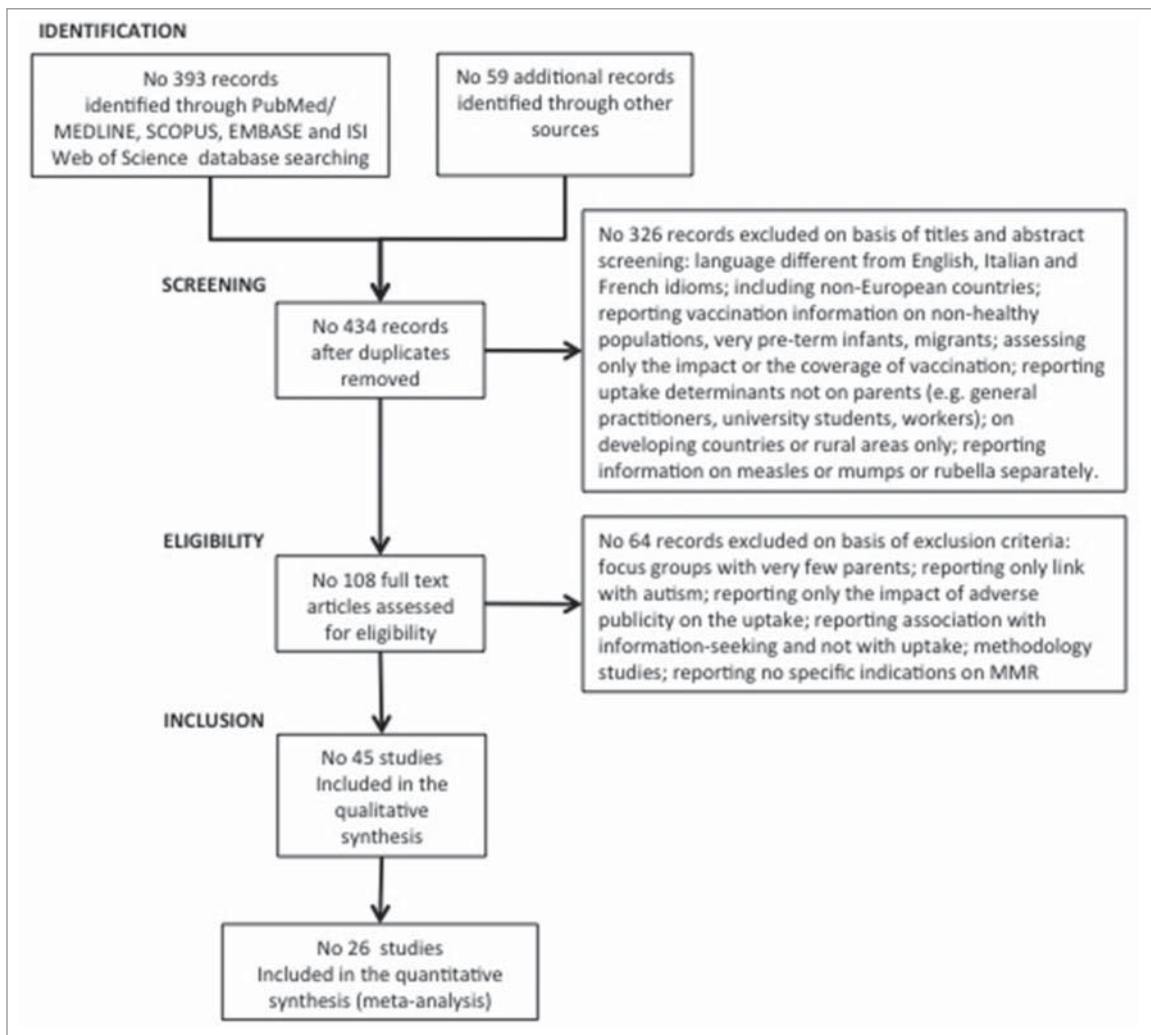 IDENTIFICATION
No 393 records
identified through PubMed/
MEDLINE, SCOPUS, EMBASE and ISI
Web of Science database searching
No 59 additional records
identified through other
sources
SCREENING
No 434 records
after duplicates
removed
No 326 records excluded on basis of titles and abstract
screening: language different from English, Italian and
French idioms; including non-European countries;
reporting vaccination information on non-healthy
populations, very pre-term infants, migrants; assessing
only the impact or the coverage of vaccination; reporting
uptake determinants not on parents (e.g. general
practitioners, university students, workers); on
developing countries or rural areas only; reporting
information on measles or mumps or rubella separately.
ELIGIBILITY
No 108 full text
articles assessed
for eligibility
No 64 records excluded on basis of exclusion criteria:
focus groups with very few parents; reporting only link
with autism; reporting only the impact of adverse
publicity on the uptake; reporting association with
information-seeking and not with uptake; methodology
studies; reporting no specific indications on MMR
INCLUSION
No 45 studies
Included in the
qualitative
synthesis
No 26 studies
Included in the quantitative
synthesis (meta-analysis)